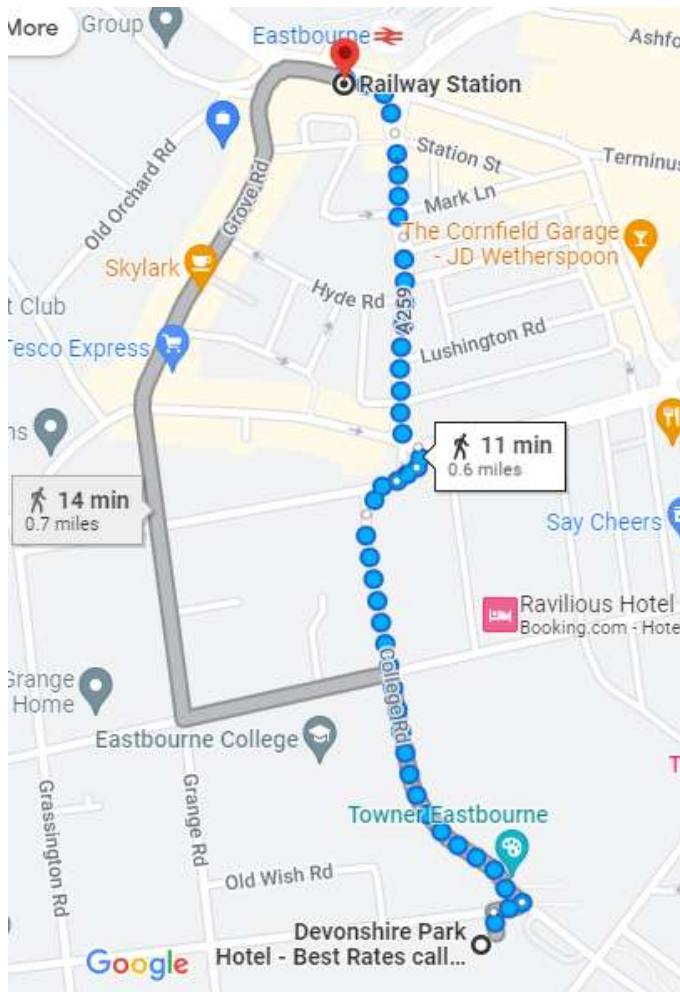 More
Group
Eastbourne
Ashfo
Railway Station
Station St
Terminus
Old Orchard Rd
Mark Ln
Grove Rd
The Cornfield Garage
- JD Wetherspoon
Skylark
Hyde Rd
A259
t Club
Tesco Express
Lushington Rd
ns
11 min
0.6 miles
14 min
0.7 miles
Say Cheers
Ravilious Hotel
Booking.com - Hote
College Rd
Grange
Home
Eastbourne College
T
Grassington Rd
Grange Rd
Towner Eastbourne
Old Wish Rd
Devonshire Park
Hotel - Best Rates call...
Google